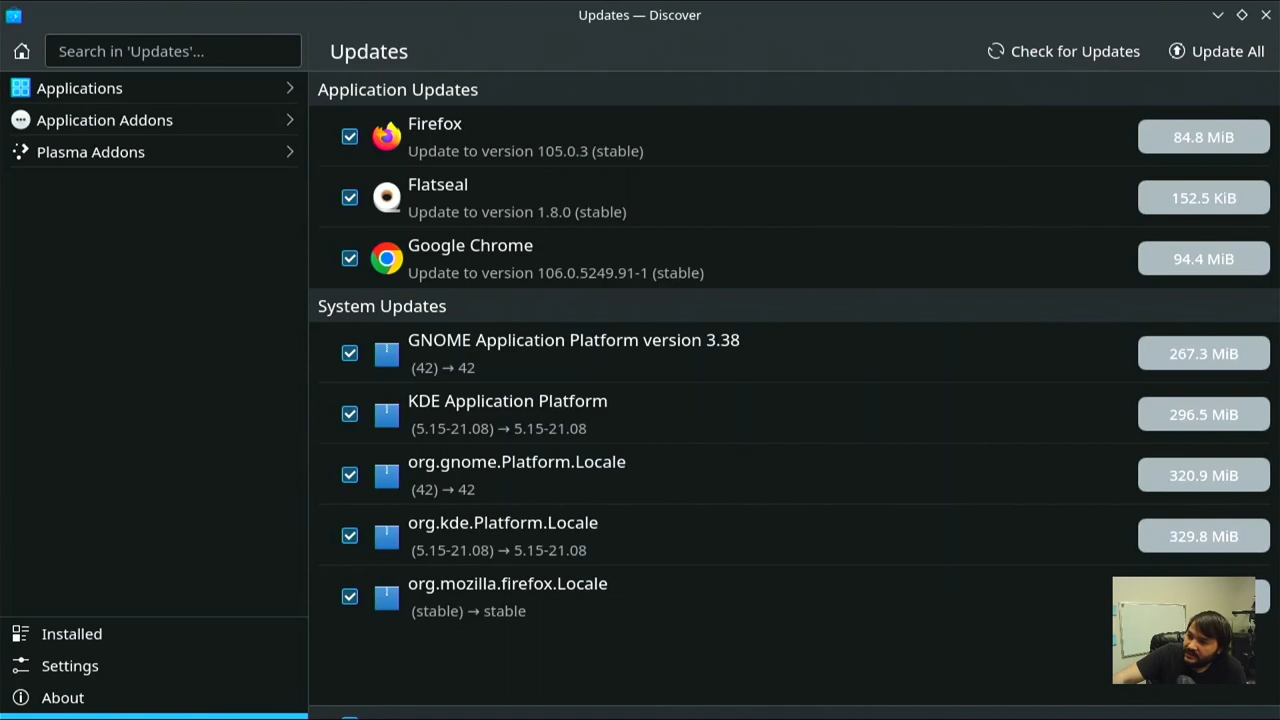 Updates — Discover
Search in 'Updates'...
Updates
Check for Updates
Update All
Applications
Application Addons
Plasma Addons
Application Updates
Firefox
Update to version 105.0.3 (stable)
84.8 MiB
Flatseal
Update to version 1.8.0 (stable)
152.5 KiB
Google Chrome
Update to version 106.0.5249.91-1 (stable)
94.4 MiB
System Updates
GNOME Application Platform version 3.38
(42) → 42
267.3 MiB
KDE Application Platform
(5.15-21.08) → 5.15-21.08
296.5 MiB
org.gnome.Platform.Locale
(42) → 42
320.9 MiB
org.kde.Platform.Locale
(5.15-21.08) → 5.15-21.08
329.8 MiB
org.mozilla.firefox.Locale
(stable) → stable
Installed
Settings
About